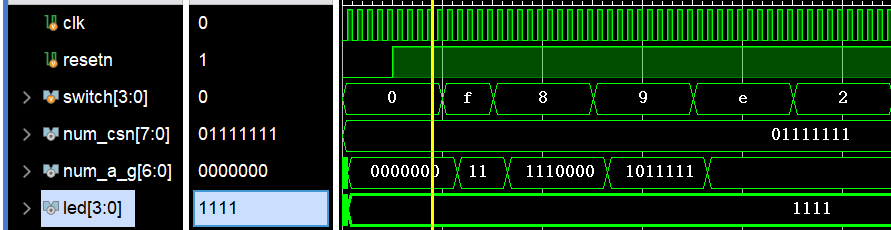 clk 0
resetn 1
switch[3:0] 0 0 f 8 9 e 2
num_csn[7:0] 01111111 01111111
num_a_g[6:0] 0000000 0000000 11 1110000 1011111
led[3:0] 1111 1111